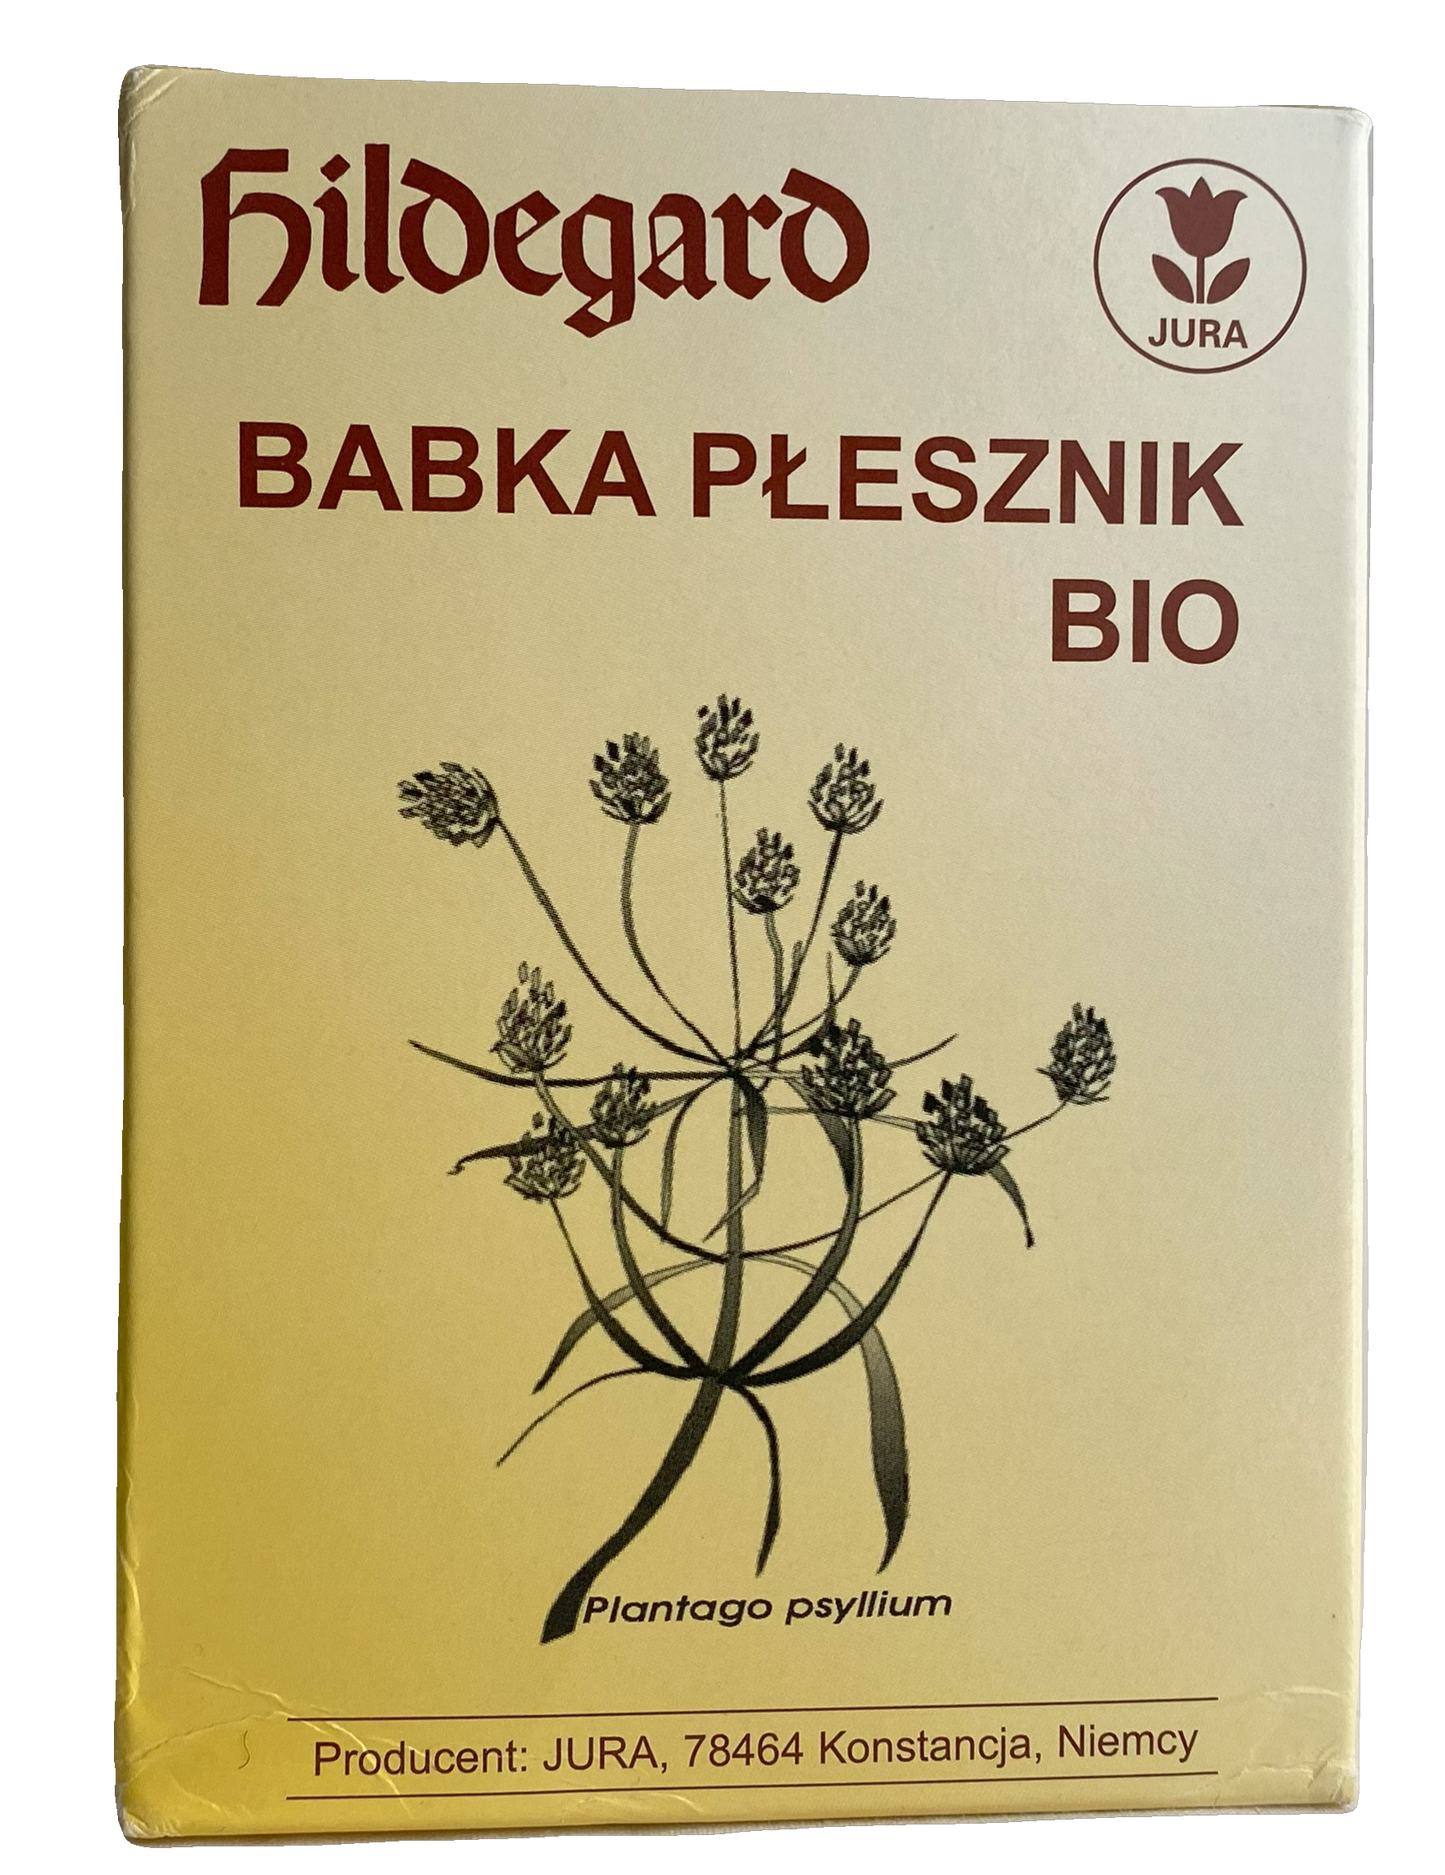 Hildegard
JURA
BABKA PŁESZNIK
BIO
Plantago psyllium
Producent: JURA, 78464 Konstancja, Niemcy